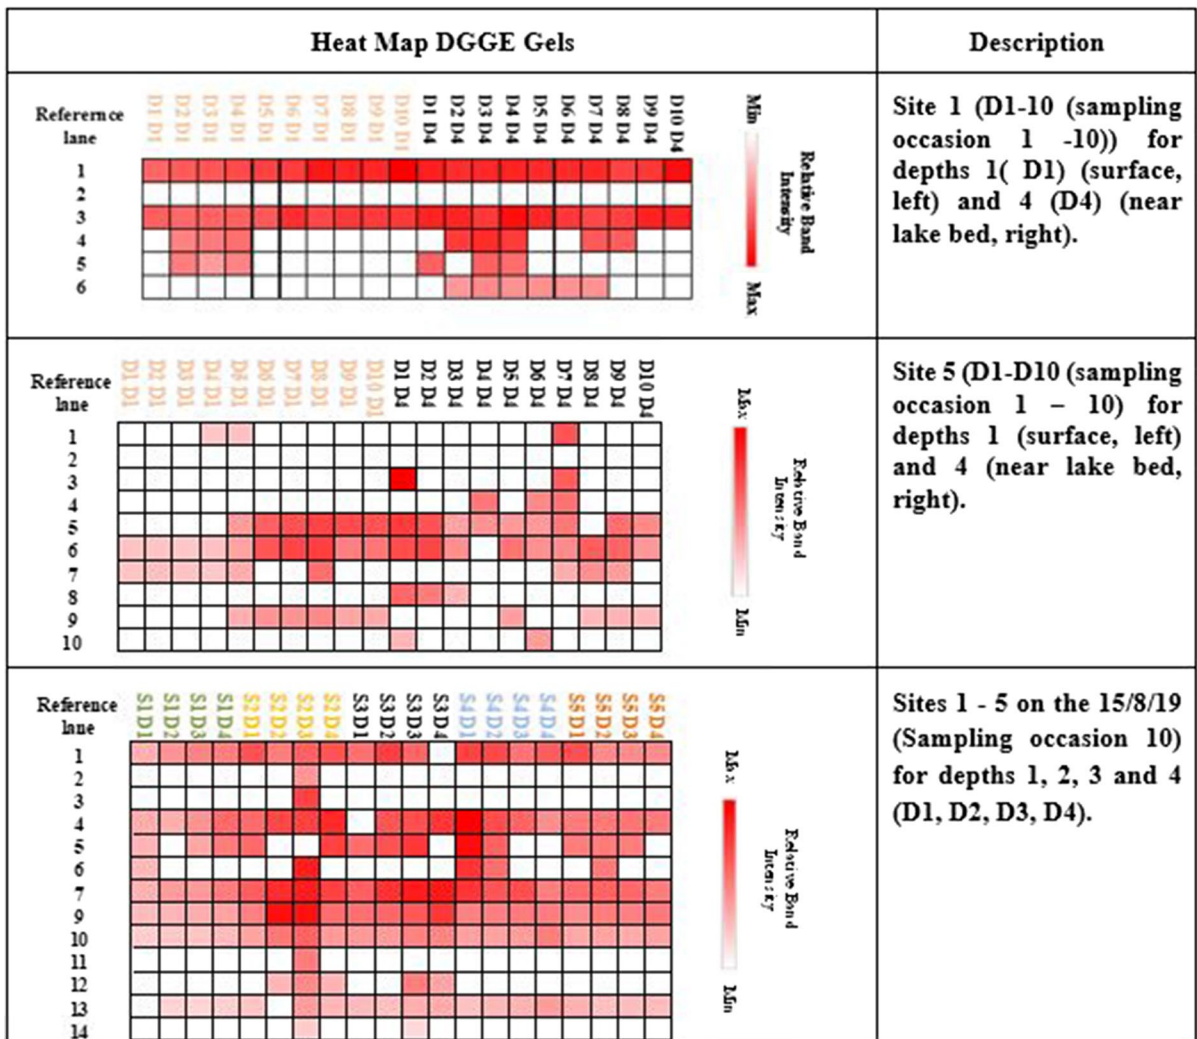 Heat Map DGGE Gels
Description
Referernce
lane
D1 D1
D2 D1
D3 D1
D4 D1
D5 D1
D6 D1
D7 D1
D8 D1
D9 D1
D10 D1
D1 D4
D2 D4
D3 D4
D4 D4
D5 D4
D6 D4
D7 D4
D8 D4
D9 D4
D10 D4
1
2
3
4
5
6
Min
Max
Relative Band
Intensity
Site 1 (D1-10 (sampling
occasion 1 -10)) for
depths 1( D1) (surface,
left) and 4 (D4) (near
lake bed, right).
Reference
lane
D1 D1
D2 D1
D3 D1
D4 D1
D5 D1
D6 D1
D7 D1
D8 D1
D9 D1
D10 D1
D1 D4
D2 D4
D3 D4
D4 D4
D5 D4
D6 D4
D7 D4
D8 D4
D9 D4
D10 D4
1
2
3
4
5
6
7
8
9
10
Max
Min
Relative Band
Intensity
Site 5 (D1-D10 (sampling
occasion 1 – 10) for
depths 1 (surface, left)
and 4 (near lake bed,
right).
Reference
lane
S1D1
S1D2
S1D3
S1D4
S2D1
S2D2
S2D3
S2D4
S3D1
S3D2
S3D3
S3D4
S4D1
S4D2
S4D3
S4D4
S5D1
S5D2
S5D3
S5D4
1
2
3
4
5
6
7
9
10
11
12
13
14
Max
Min
Relative Band
Intensity
Sites 1 - 5 on the 15/8/19
(Sampling occasion 10)
for depths 1, 2, 3 and 4
(D1, D2, D3, D4).